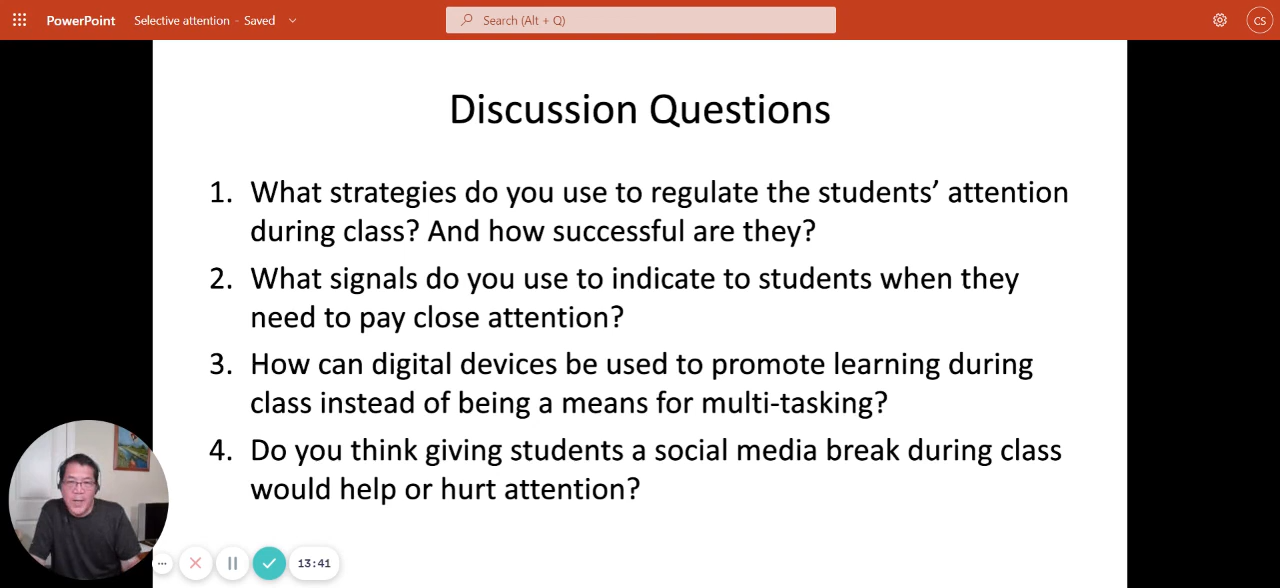 PowerPoint Selective attention - Saved
Search (Alt + Q)
CS
Discussion Questions
1. What strategies do you use to regulate the students’ attention
during class? And how successful are they?
2. What signals do you use to indicate to students when they
need to pay close attention?
3. How can digital devices be used to promote learning during
class instead of being a means for multi-tasking?
4. Do you think giving students a social media break during class
would help or hurt attention?
13:41